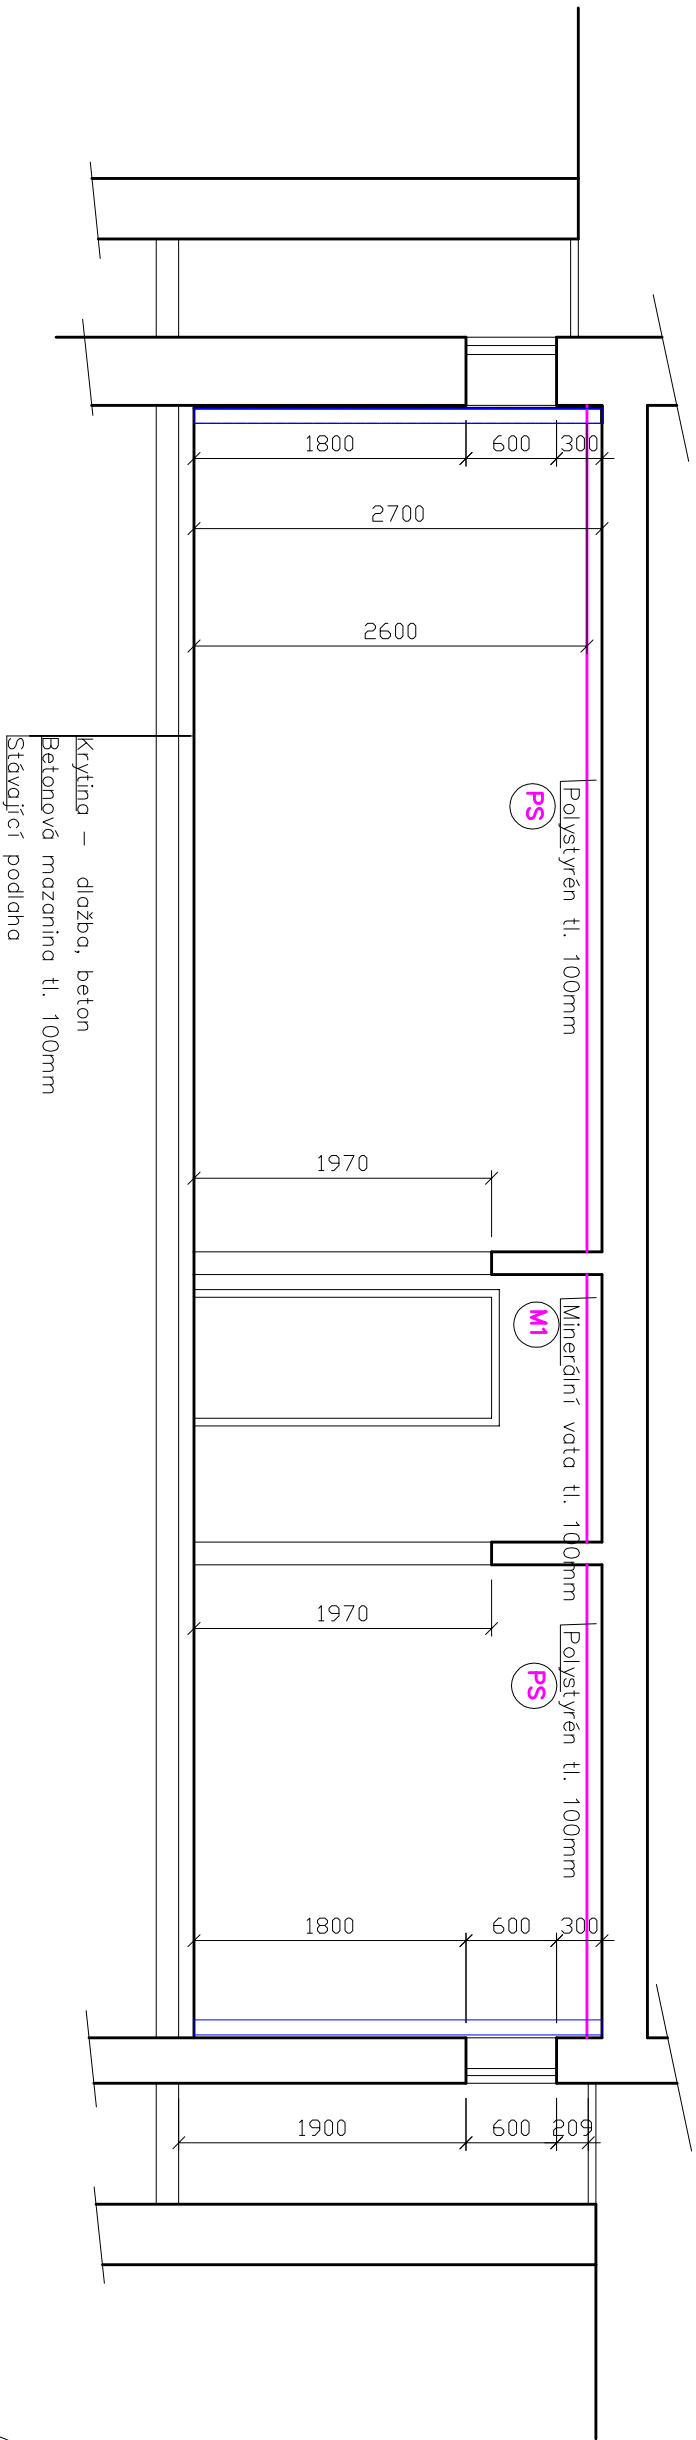 1800
600
300
2700
2600
Krytina – dlažba, beton
Betonová mazanina tl. 100mm
Stávající podlaha
Polystyrén tl. 100mm
PS
1970
Minerální vata tl. 100mm
M1
1970
Polystyrén tl. 100mm
PS
1800
600
300
1900
600
209